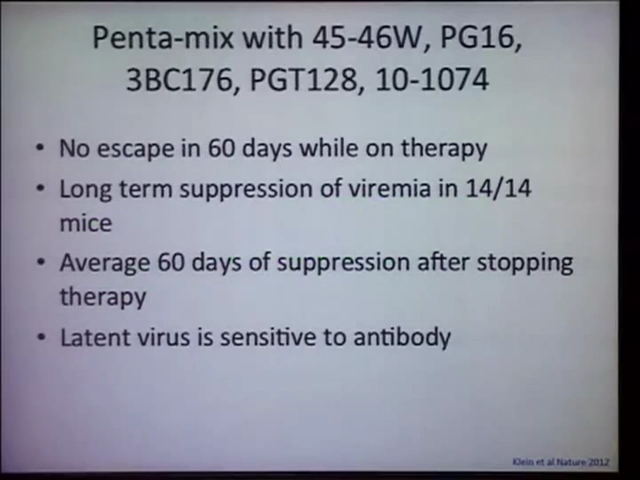 Penta-mix with 45-46W, PG16,
3BC176, PGT128, 10-1074
• No escape in 60 days while on therapy
• Long term suppression of viremia in 14/14
mice
• Average 60 days of suppression after stopping
therapy
• Latent virus is sensitive to antibody
Klein et al Nature 2012